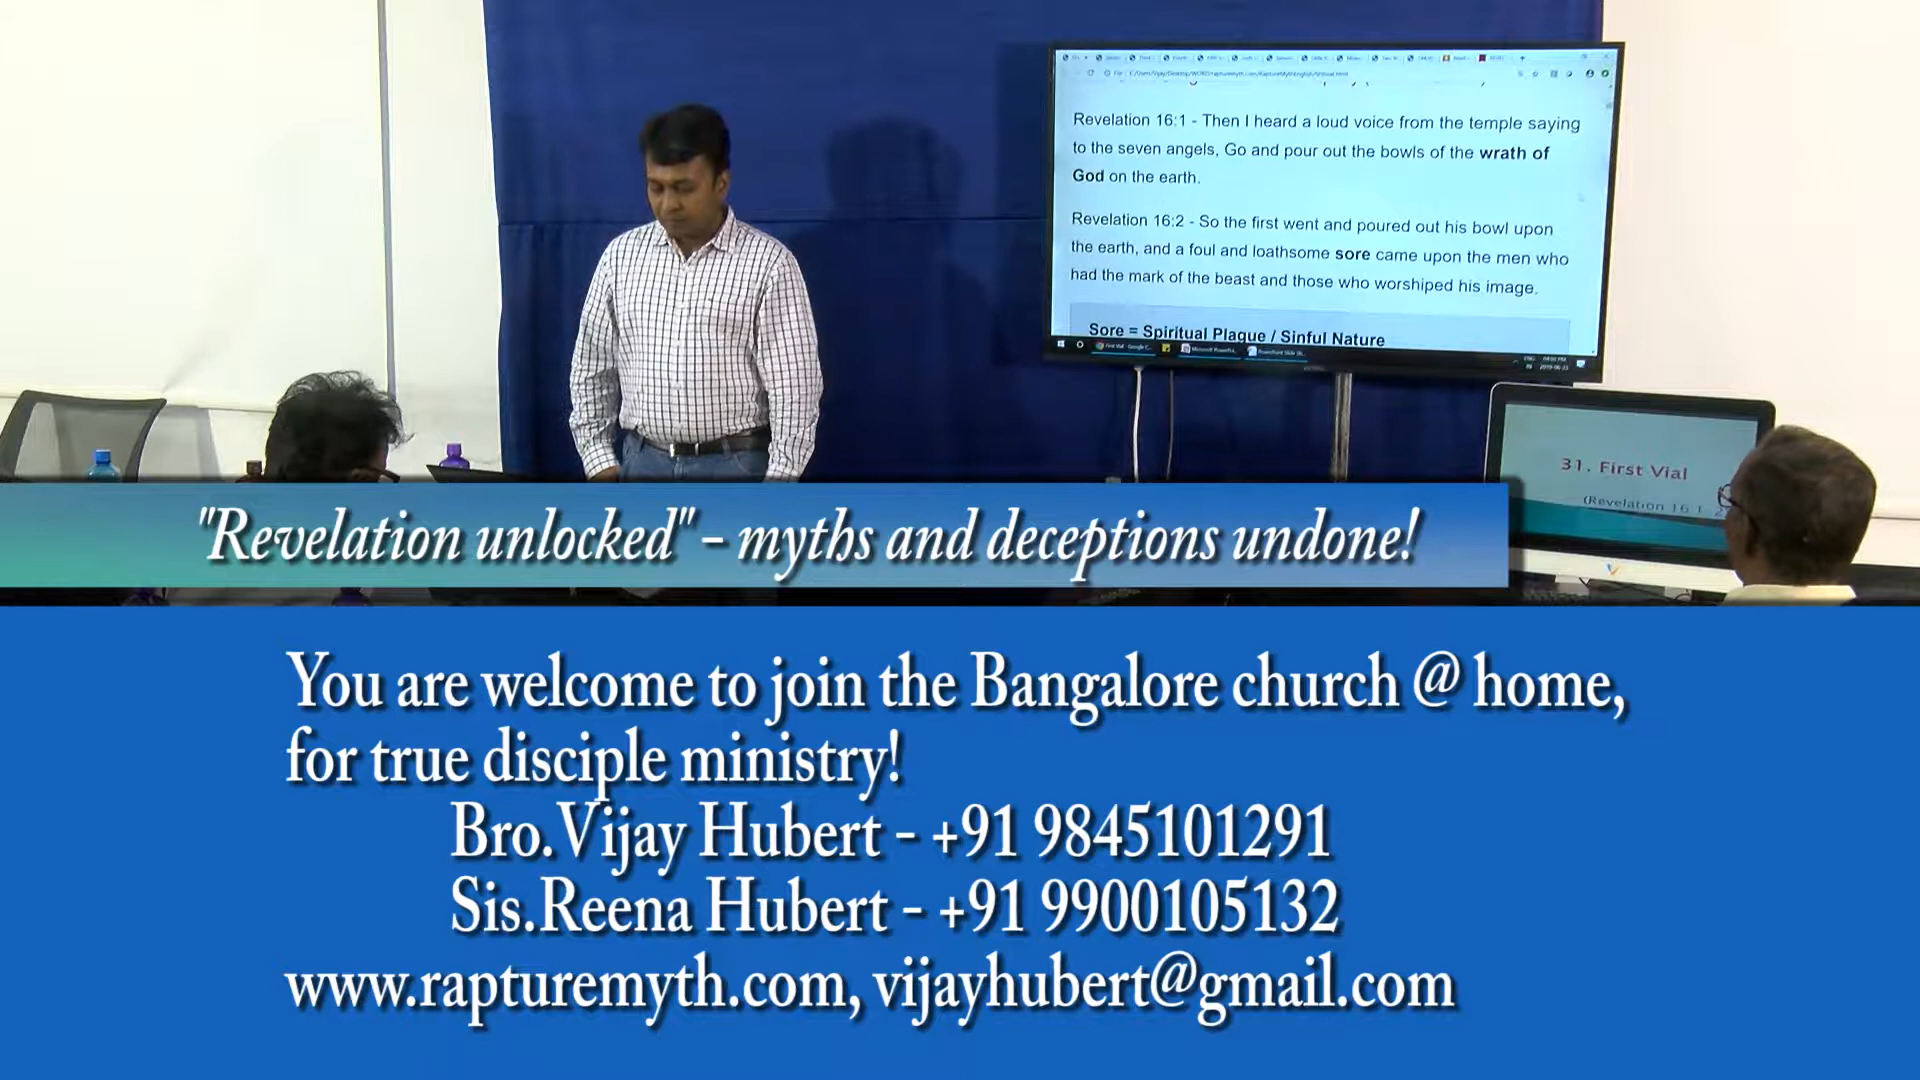 Revelation 16:1 - Then I heard a loud voice from the temple saying
to the seven angels, Go and pour out the bowls of the wrath of
God on the earth.
Revelation 16:2 - So the first went and poured out his bowl upon
the earth, and a foul and loathsome sore came upon the men who
had the mark of the beast and those who worshiped his image.
Sore = Spiritual Plague / Sinful Nature
31. First Vial
(Revelation 16
"Revelation unlocked" - myths and deceptions undone!
You are welcome to join the Bangalore church @ home,
for true disciple ministry!
Bro.Vijay Hubert - +91 9845101291
Sis.Reena Hubert - +91 9900105132
www.rapturemyth.com, vijayhubert@gmail.com